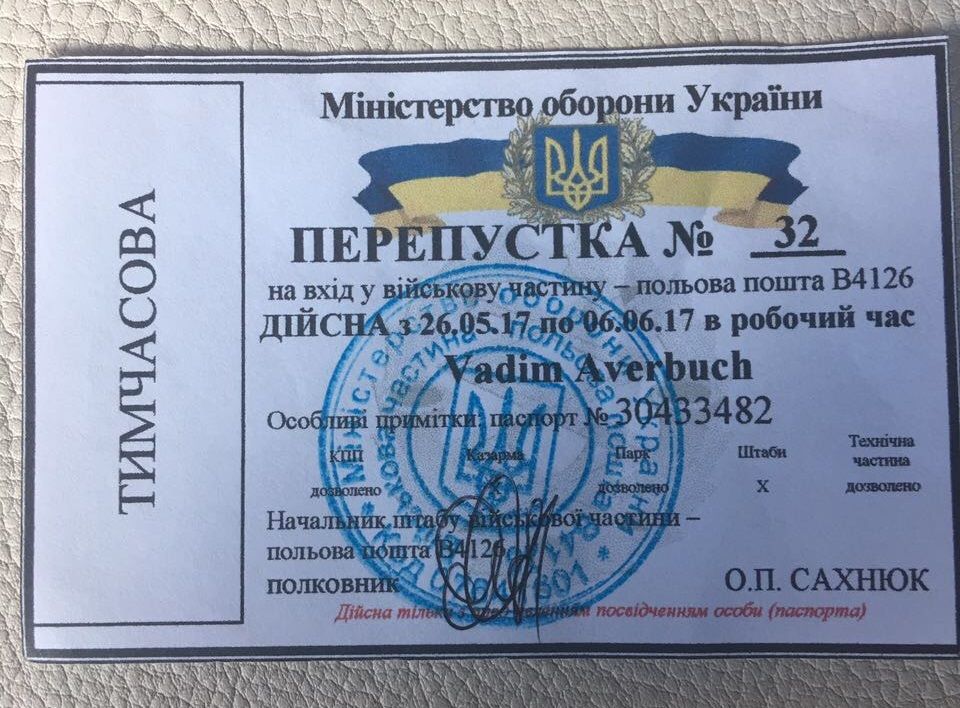 ТИМЧАСОВА
Міністерство оборони України
ПЕРЕПУСТКА № 32
на вхід у військову частину – польова пошта В4126
ДІЙСНА з 26.05.17 по 06.06.17 в робочий час
Vadim Averbuch
Особливі примітки: паспорт № 30433482
КПП Казарма Парк Штаби Технічна частина
дозволено дозволено Х дозволено
Начальник штабу військової частини –
польова пошта В4126
полковник О.П. САХНЮК
Дійсна тільки з посвідченням особи (паспорта)